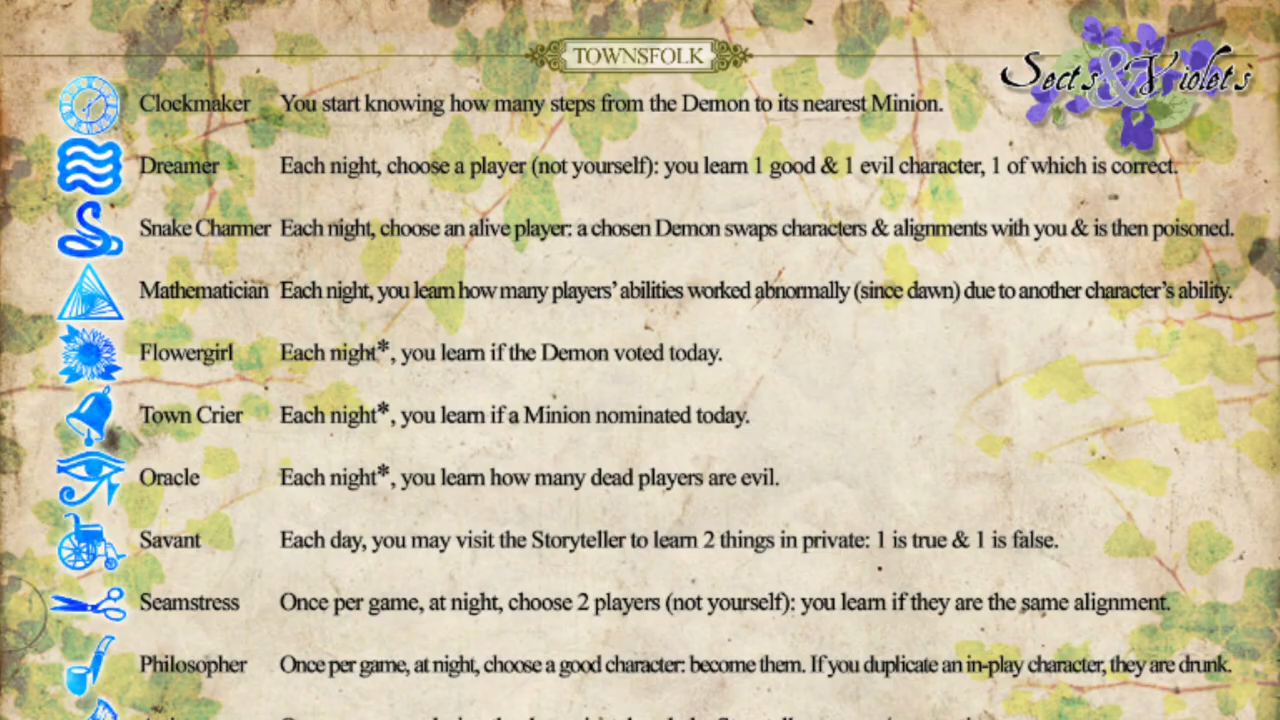 TOWNSFOLK
Sects & Violets
Clockmaker You start knowing how many steps from the Demon to its nearest Minion.
Dreamer Each night, choose a player (not yourself): you learn 1 good & 1 evil character, 1 of which is correct.
Snake Charmer Each night, choose an alive player: a chosen Demon swaps characters & alignments with you & is then poisoned.
Mathematician Each night, you learn how many players' abilities worked abnormally (since dawn) due to another character's ability.
Flowergirl Each night*, you learn if the Demon voted today.
Town Crier Each night*, you learn if a Minion nominated today.
Oracle Each night*, you learn how many dead players are evil.
Savant Each day, you may visit the Storyteller to learn 2 things in private: 1 is true & 1 is false.
Seamstress Once per game, at night, choose 2 players (not yourself): you learn if they are the same alignment.
Philosopher Once per game, at night, choose a good character: become them. If you duplicate an in-play character, they are drunk.